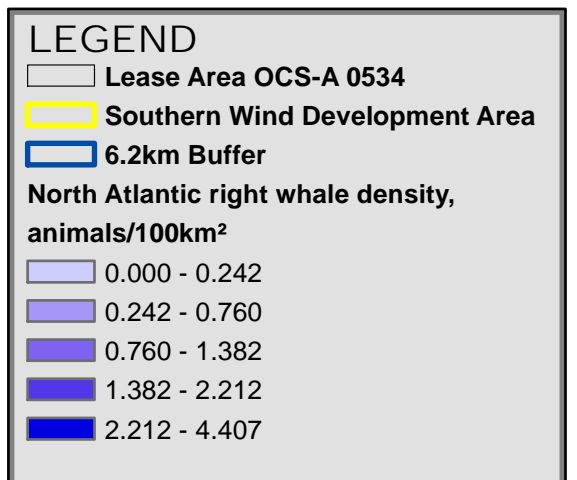 LEGEND
Lease Area OCS-A 0534
Southern Wind Development Area
6.2km Buffer
North Atlantic right whale density,
animals/100km²
0.000 - 0.242
0.242 - 0.760
0.760 - 1.382
1.382 - 2.212
2.212 - 4.407